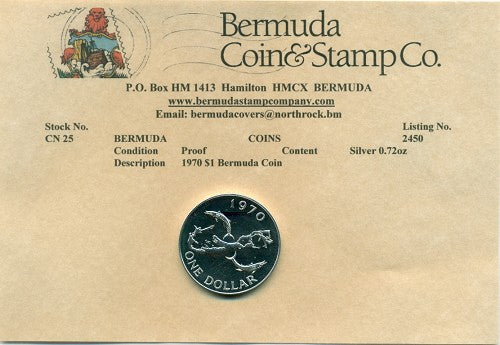 Bermuda
Coin&Stamp Co.
P.O. Box HM 1413 Hamilton HMCX BERMUDA
www.bermudastampcompany.com
Email: bermudacovers@northrock.bm
Stock No. Listing No.
CN 25 BERMUDA COINS 2450
Condition Proof Content Silver 0.72oz
Description 1970 $1 Bermuda Coin
1970
ONE DOLLAR